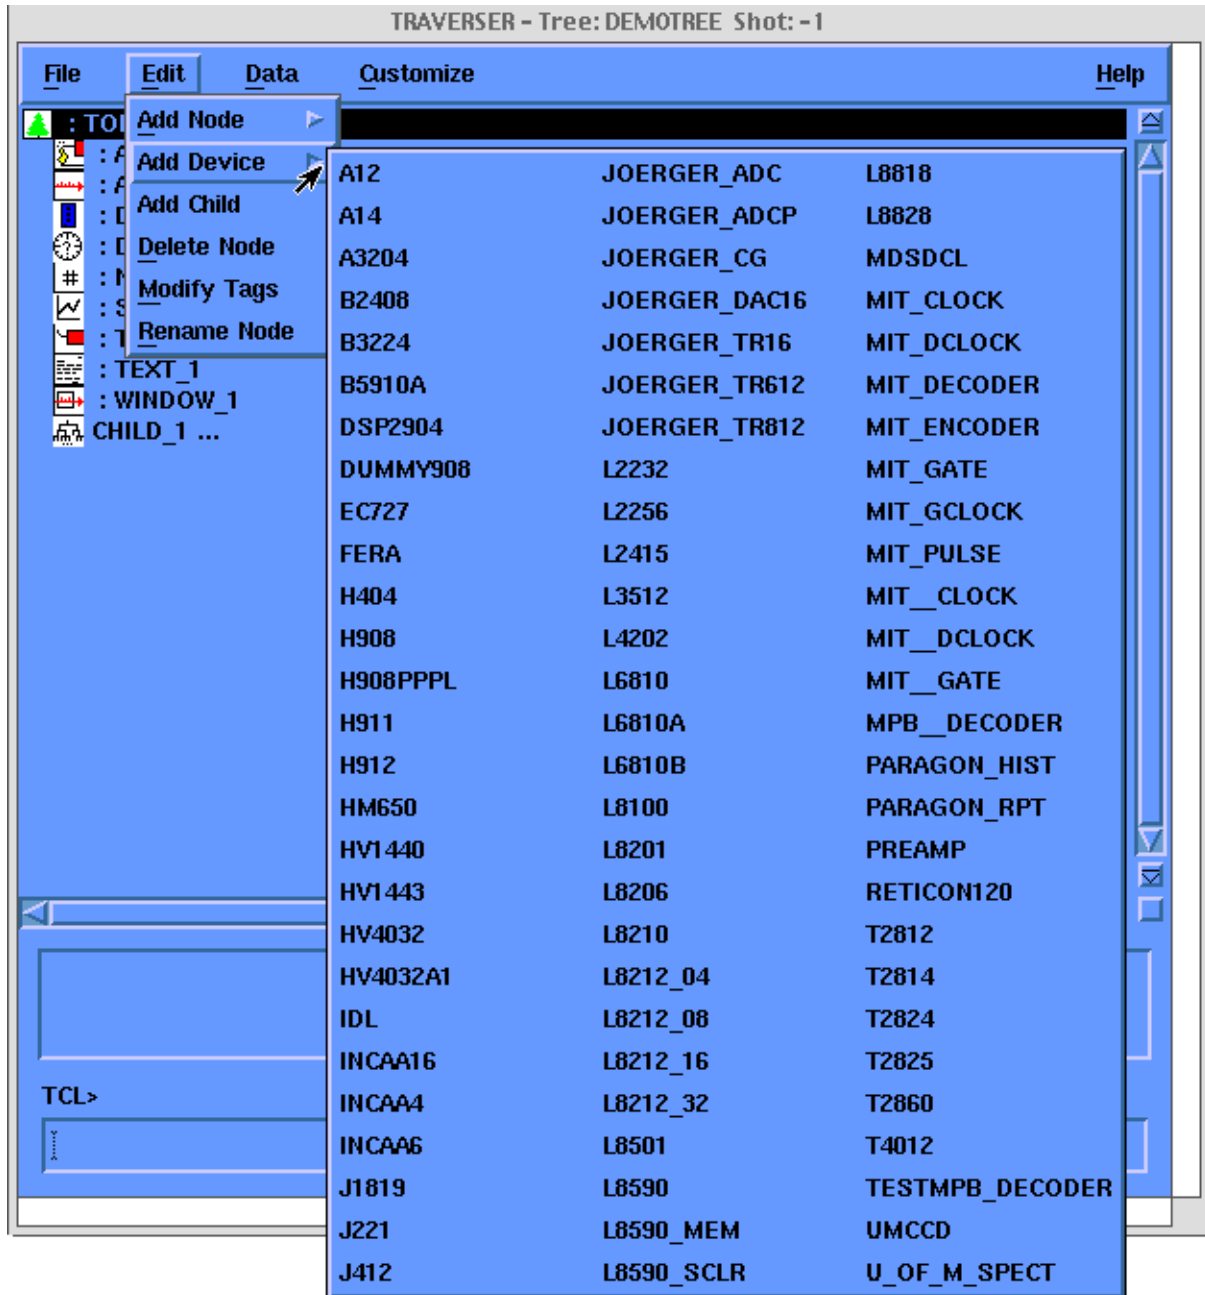 TRAVERSER - Tree: DEMOTREE Shot: -1
File Edit Data Customize Help
Add Node
Add Device
Add Child
Delete Node
Modify Tags
Rename Node
: TEXT_1
: WINDOW_1
CHILD_1 ...
A12 JOERGER_ADC L8818
A14 JOERGER_ADCP L8828
A3204 JOERGER_CG MDSDCL
B2408 JOERGER_DAC16 MIT_CLOCK
B3224 JOERGER_TR16 MIT_DCLOCK
B5910A JOERGER_TR612 MIT_DECODER
DSP2904 JOERGER_TR812 MIT_ENCODER
DUMMY908 L2232 MIT_GATE
EC727 L2256 MIT_GCLOCK
FERA L2415 MIT_PULSE
H404 L3512 MIT__CLOCK
H908 L4202 MIT__DCLOCK
H908PPPL L6810 MIT__GATE
H911 L6810A MPB__DECODER
H912 L6810B PARAGON_HIST
HM650 L8100 PARAGON_RPT
HV1440 L8201 PREAMP
HV1443 L8206 RETICON120
HV4032 L8210 T2812
HV4032A1 L8212_04 T2814
IDL L8212_08 T2824
INCAA16 L8212_16 T2825
INCAA4 L8212_32 T2860
INCAA6 L8501 T4012
J1819 L8590 TESTMPB_DECODER
J221 L8590_MEM UMCCD
J412 L8590_SCLR U_OF_M_SPECT
TCL>